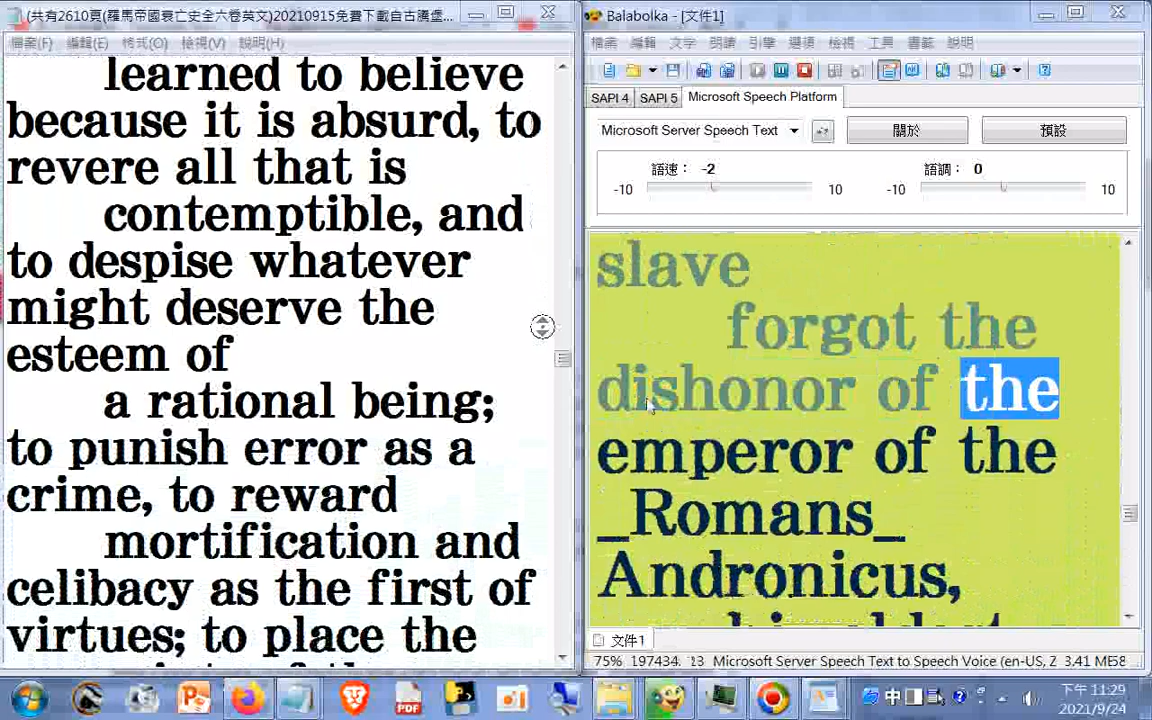 (共有2610頁(羅馬帝國衰亡史全六卷英文)20210915免費下載自古騰堡...
檔案(F) 編輯(E) 格式(O) 檢視(V) 說明(H)
learned to believe
because it is absurd, to
revere all that is
contemptible, and
to despise whatever
might deserve the
esteem of
a rational being;
to punish error as a
crime, to reward
mortification and
celibacy as the first of
virtues; to place the
Balabolka - [文件1]
檔案 編輯 文字 朗讀 引擎 選項 檢視 工具 書籤 說明
SAPI 4 SAPI 5 Microsoft Speech Platform
Microsoft Server Speech Text 關於 預設
語速： -2 語調： 0
-10 10 -10 10
slave
forgot the
dishonor of the
emperor of the
_Romans_
Andronicus,
文件1
75% 197434. 13 Microsoft Server Speech Text to Speech Voice (en-US, Z 3.41 ME58
中
下午 11:29
2021/9/24